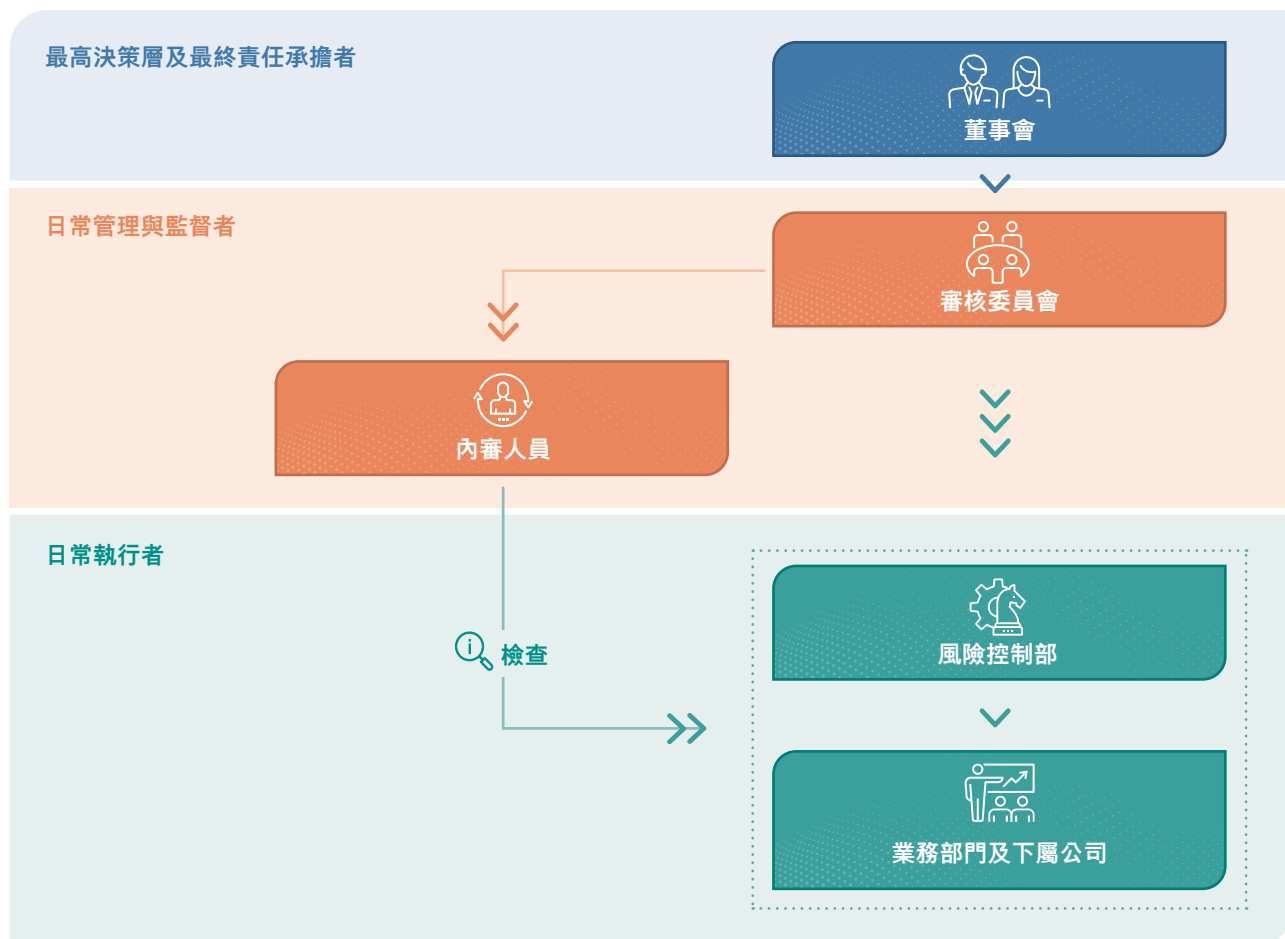 最高決策層及最終責任承擔者
董事會
日常管理與監督者
審核委員會
內審人員
日常執行者
風險控制部
檢查
業務部門及下屬公司